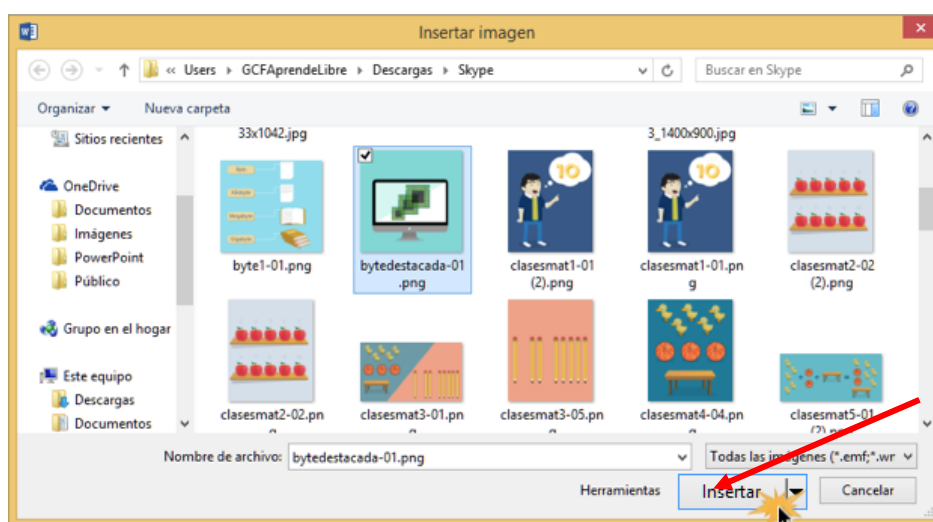 Insertar imagen
« Users ▸ GCFAprendeLibre ▸ Descargas ▸ Skype
Buscar en Skype
Organizar
Nueva carpeta
Sitios recientes
OneDrive
Documentos
Imágenes
PowerPoint
Público
Grupo en el hogar
Este equipo
Descargas
Documentos
33x1042.jpg
3_1400x900.jpg
byte1-01.png
bytedestacada-01
.png
clasesmat1-01
(2).png
clasesmat1-01.pn
g
clasesmat2-02
(2).png
clasesmat2-02.pn
clasesmat3-01.pn
clasesmat3-05.pn
clasesmat4-04.pn
clasesmat5-01
Nombre de archivo:
bytedestacada-01.png
Todas las imágenes (*.emf;*.wr
Herramientas
Insertar
Cancelar